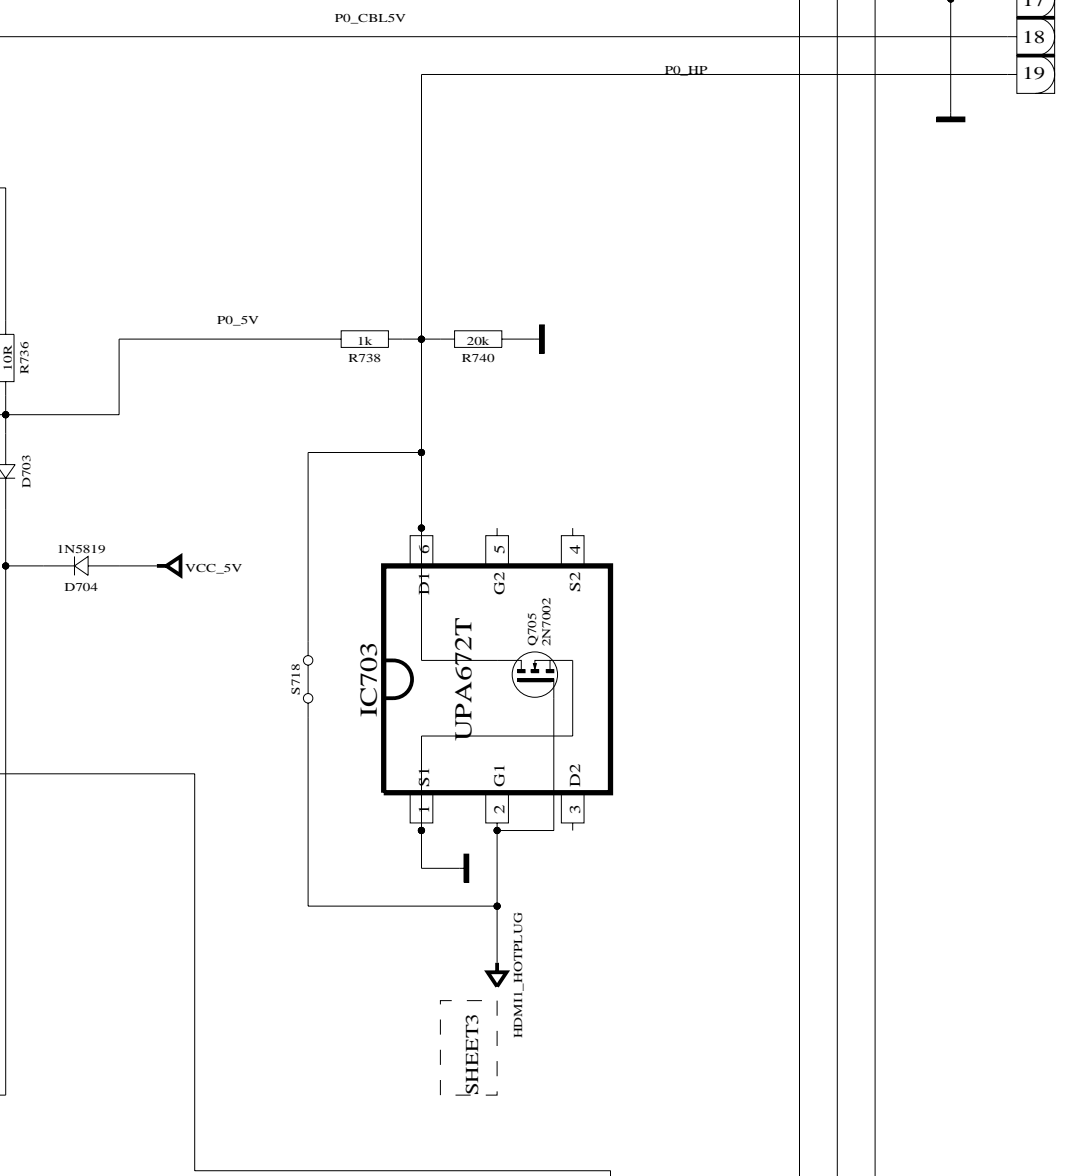 P0_CBL5V
17
18
P0_HP
19
P0_5V
1k
R738
20k
R740
10R
R736
D703
1N5819
D704
VCC_5V
6
5
4
D1
G2
S2
Q705
2N7002
IC703
UPA672T
S718
S1
G1
D2
1
2
3
HDMI1_HOTPLUG
SHEET3